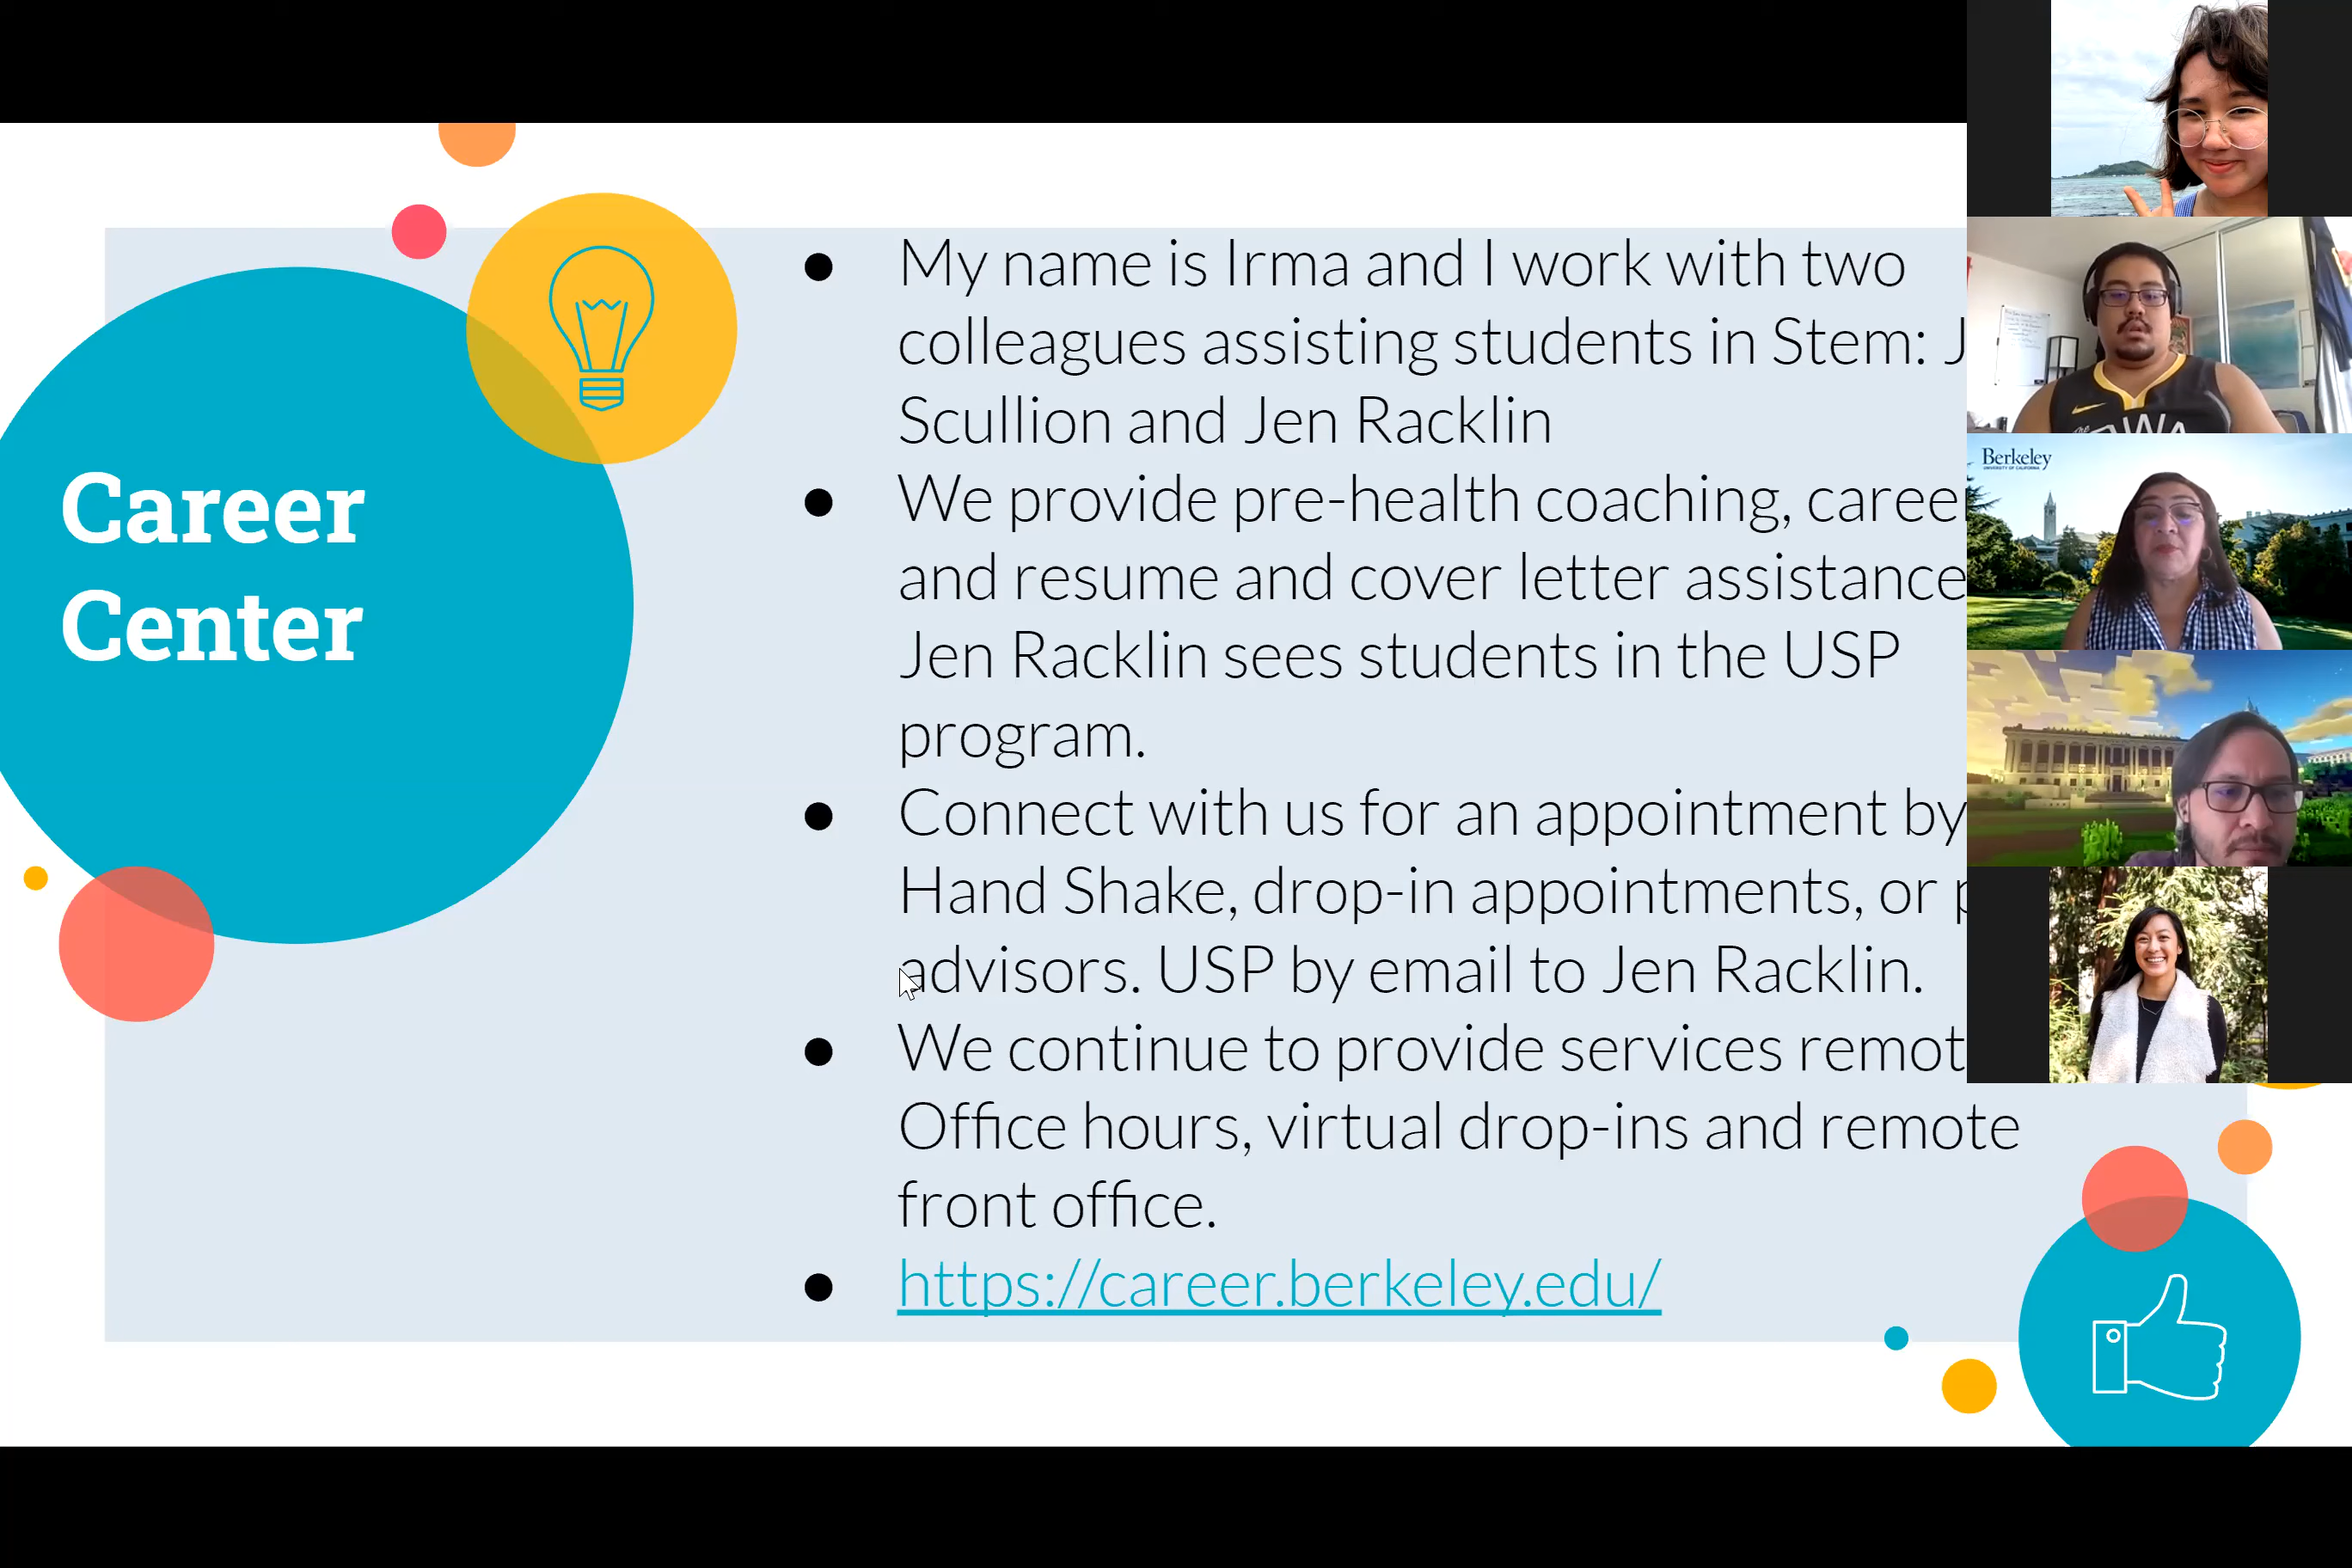 Career
Center
My name is Irma and I work with two
colleagues assisting students in Stem: J
Scullion and Jen Racklin
We provide pre-health coaching, career
and resume and cover letter assistance
Jen Racklin sees students in the USP
program.
Connect with us for an appointment by
Hand Shake, drop-in appointments, or p
advisors. USP by email to Jen Racklin.
We continue to provide services remot
Office hours, virtual drop-ins and remote
front office.
https://career.berkeley.edu/
Berkeley
UNIVERSITY OF CALIFORNIA